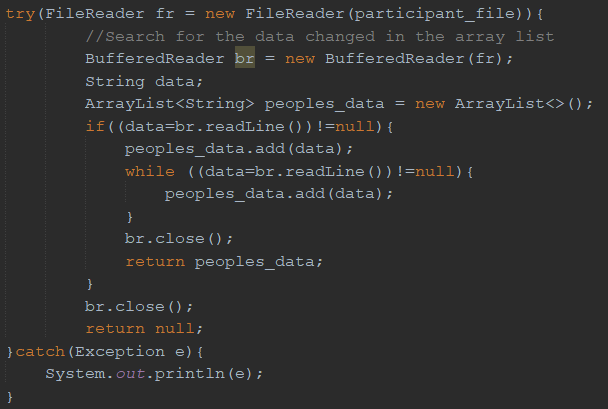 try(FileReader fr = new FileReader(participant_file)){
//Search for the data changed in the array list
BufferedReader br = new BufferedReader(fr);
String data;
ArrayList<String> peoples_data = new ArrayList<>();
if((data=br.readLine())!=null){
peoples_data.add(data);
while ((data=br.readLine())!=null){
peoples_data.add(data);
}
br.close();
return peoples_data;
}
br.close();
return null;
}catch(Exception e){
System.out.println(e);
}